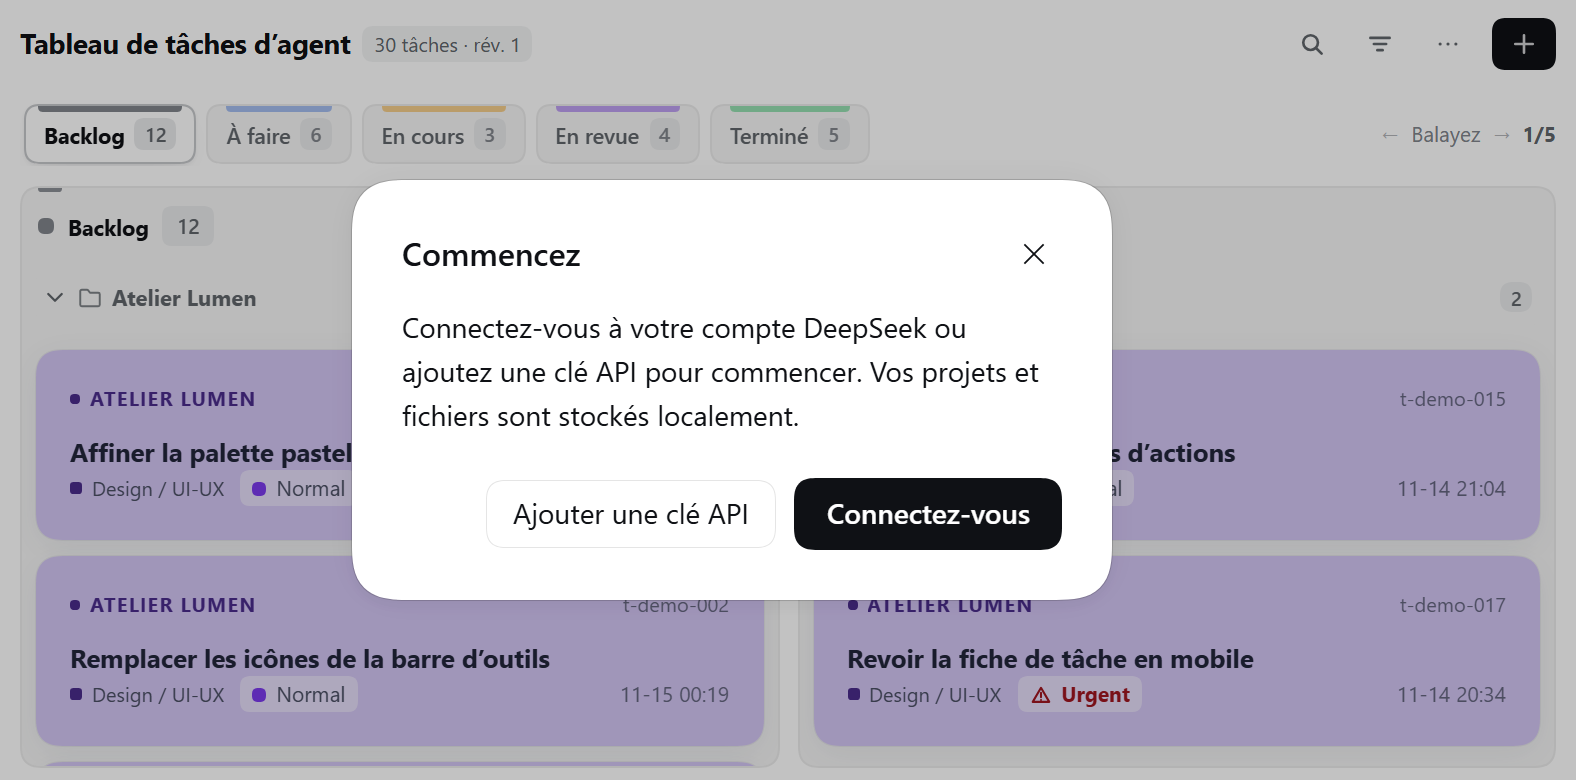 Tableau de tâches d’agent
30 tâches · rév. 1
Backlog 12
À faire 6
En cours 3
En revue 4
Terminé 5
← Balayez → 1/5
Backlog 12
Atelier Lumen
2
Commencez
Connectez-vous à votre compte DeepSeek ou
ajoutez une clé API pour commencer. Vos projets et
fichiers sont stockés localement.
Ajouter une clé API
Connectez-vous
ATELIER LUMEN
Affiner la palette pastel
Design / UI-UX Normal
t-demo-015
d’actions
11-14 21:04
ATELIER LUMEN t-demo-002
Remplacer les icônes de la barre d’outils
Design / UI-UX Normal 11-15 00:19
ATELIER LUMEN t-demo-017
Revoir la fiche de tâche en mobile
Design / UI-UX Urgent 11-14 20:34